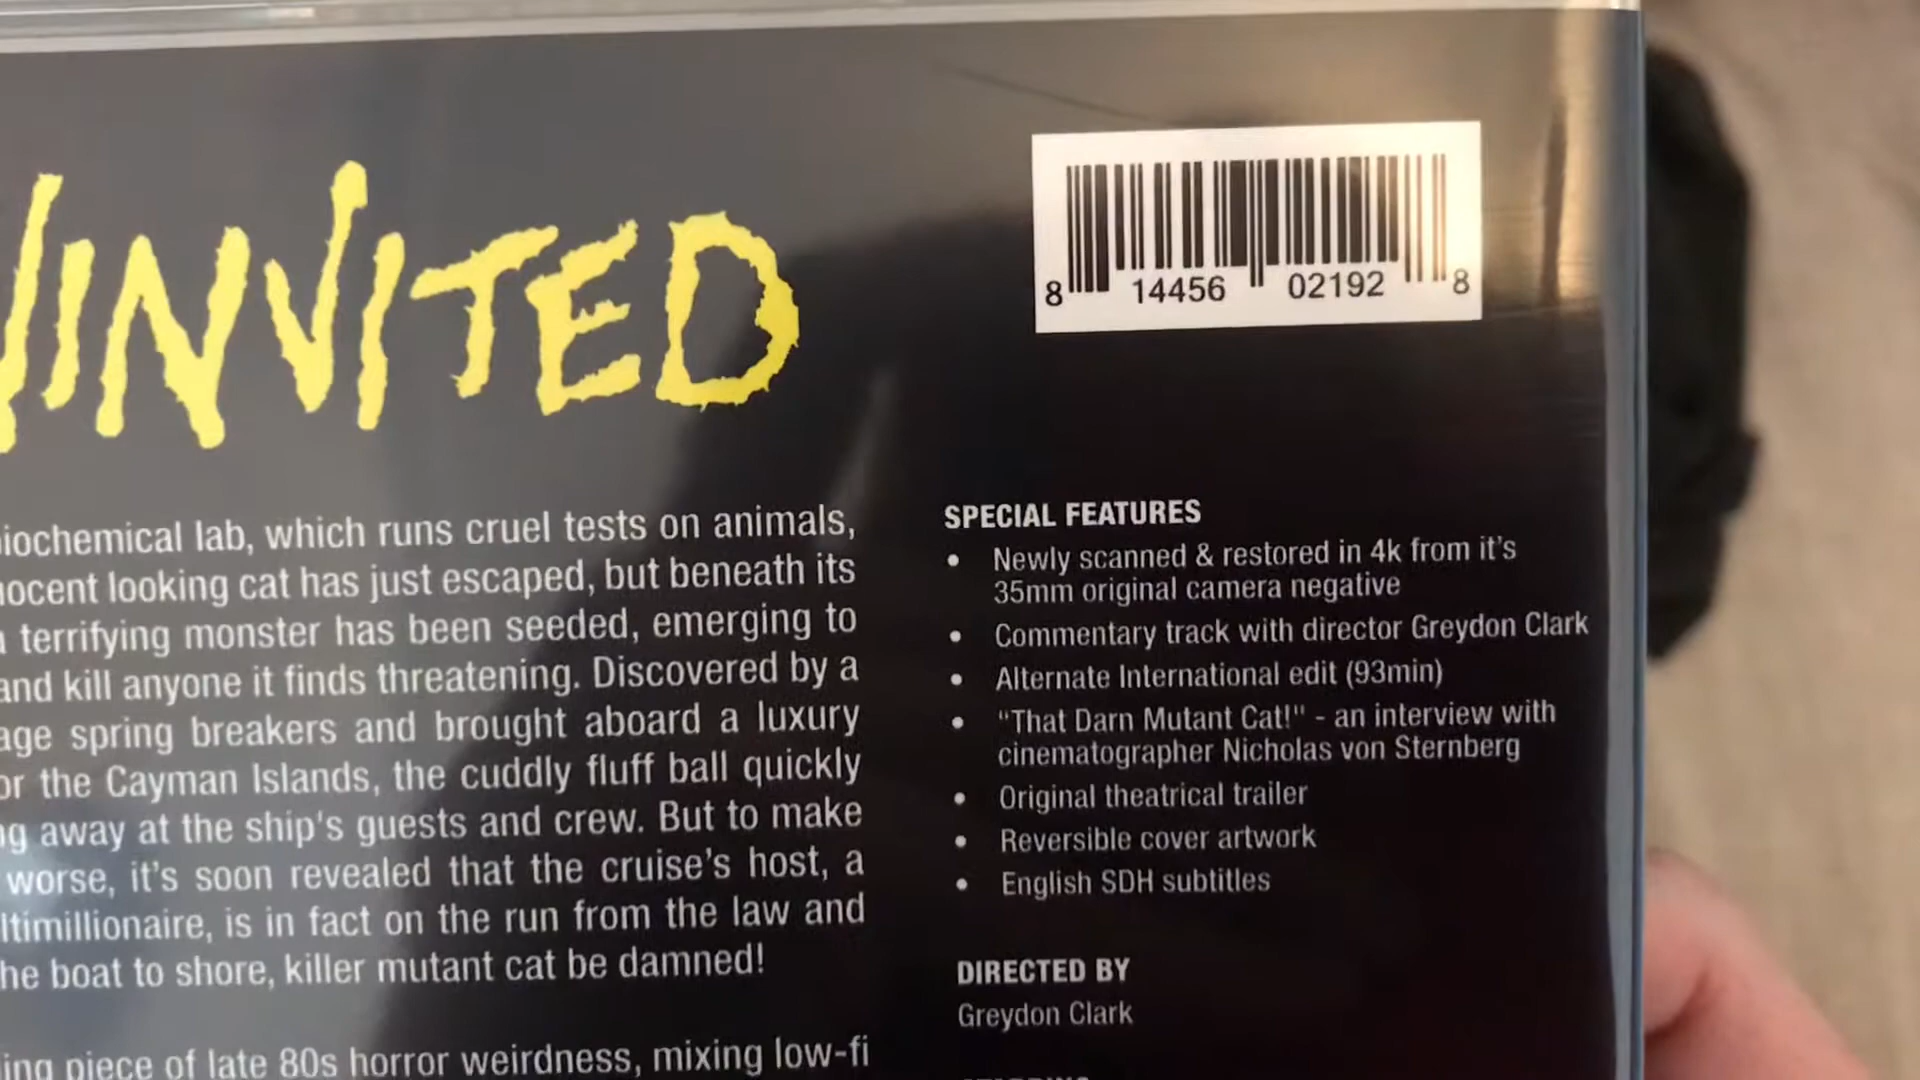 INVITED
8 14456 02192 8
lab, which runs cruel tests on animals,
looking cat has just escaped, but beneath its
terrifying monster has been seeded, emerging to
and kill anyone it finds threatening. Discovered by a
spring breakers and brought aboard a luxury
the Cayman Islands, the cuddly fluff ball quickly
away at the ship's guests and crew. But to make
worse, it's soon revealed that the cruise's host, a
is in fact on the run from the law and
boat to shore, killer mutant cat be damned!
piece of late 80s horror weirdness, mixing low-fi
SPECIAL FEATURES
• Newly scanned & restored in 4k from it's
35mm original camera negative
• Commentary track with director Greydon Clark
• Alternate International edit (93min)
• "That Darn Mutant Cat!" - an interview with
cinematographer Nicholas von Sternberg
• Original theatrical trailer
• Reversible cover artwork
• English SDH subtitles
DIRECTED BY
Greydon Clark